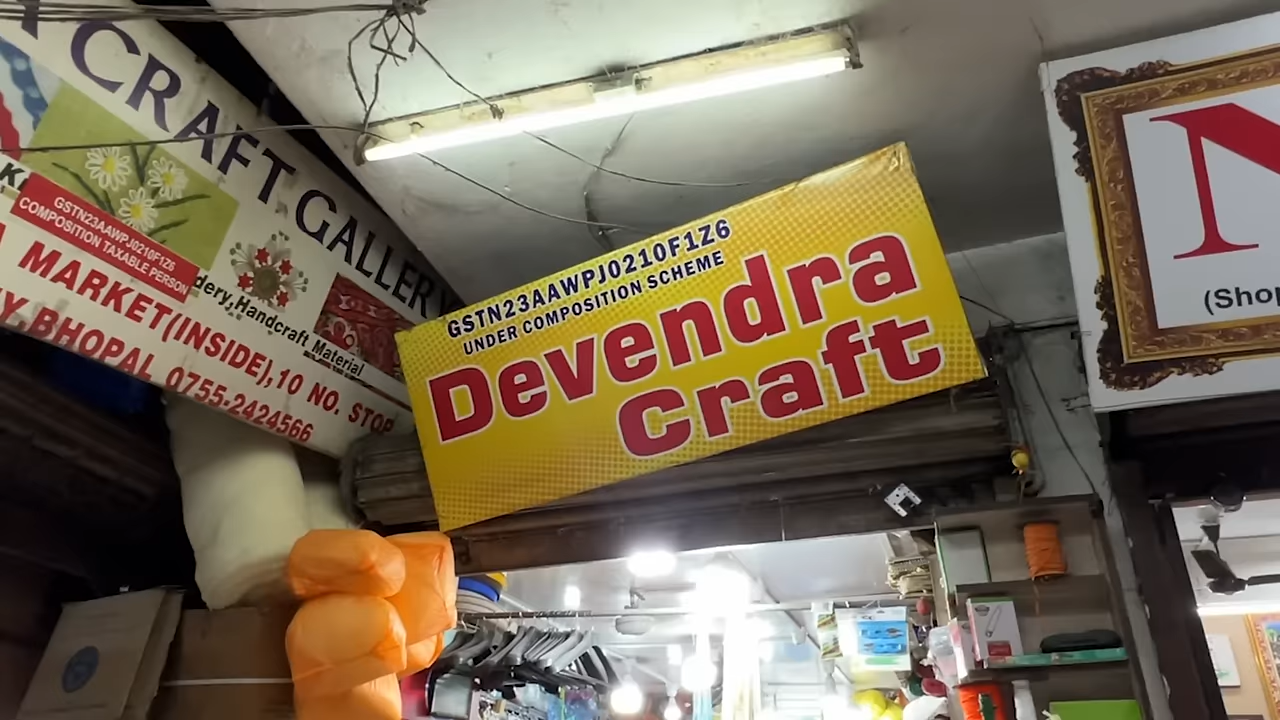 CRAFT GALLERY
GSTN23AAWPJ0210F1Z6
COMPOSITION TAXABLE PERSON
dery,Handcraft Material
MARKET(INSIDE),10 NO. STOP
BHOPAL 0755-2424566
GSTN23AAWPJ0210F1Z6
UNDER COMPOSITION SCHEME
Devendra
Craft
N
(Shop